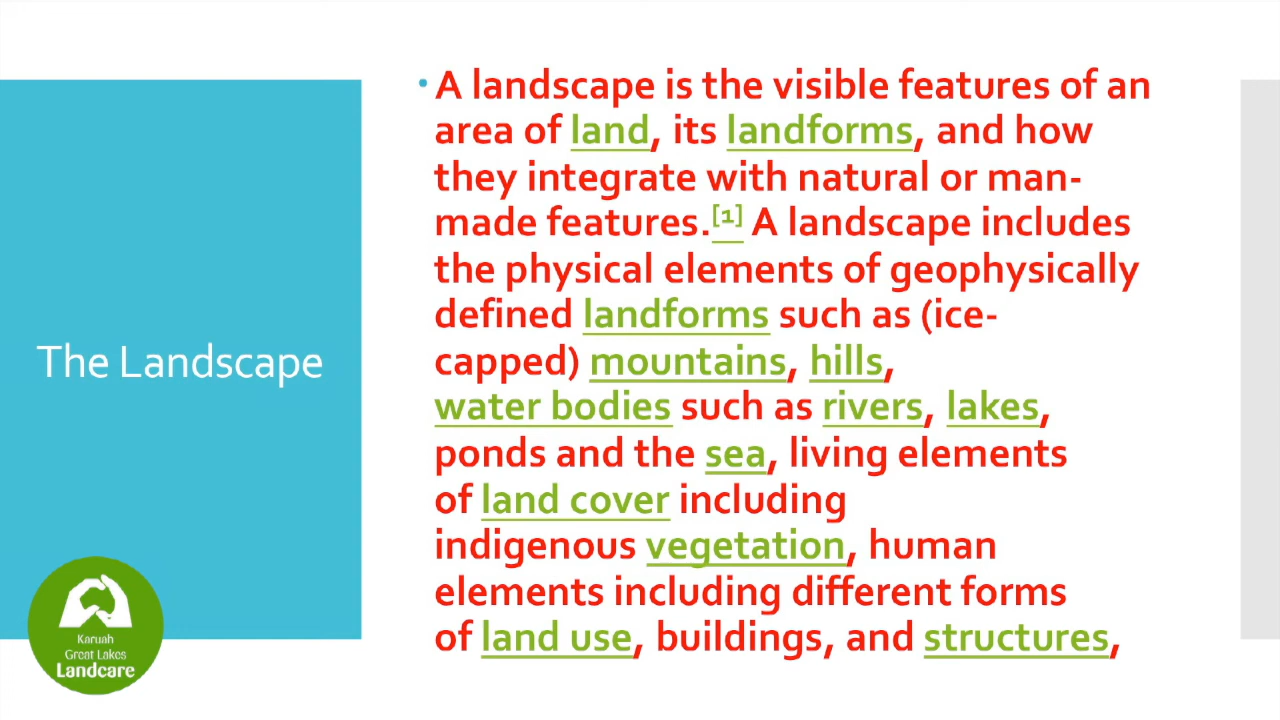 The Landscape
• A landscape is the visible features of an
area of land, its landforms, and how
they integrate with natural or man-
made features.[1] A landscape includes
the physical elements of geophysically
defined landforms such as (ice-
capped) mountains, hills,
water bodies such as rivers, lakes,
ponds and the sea, living elements
of land cover including
indigenous vegetation, human
elements including different forms
of land use, buildings, and structures,
Karuah
Great Lakes
Landcare